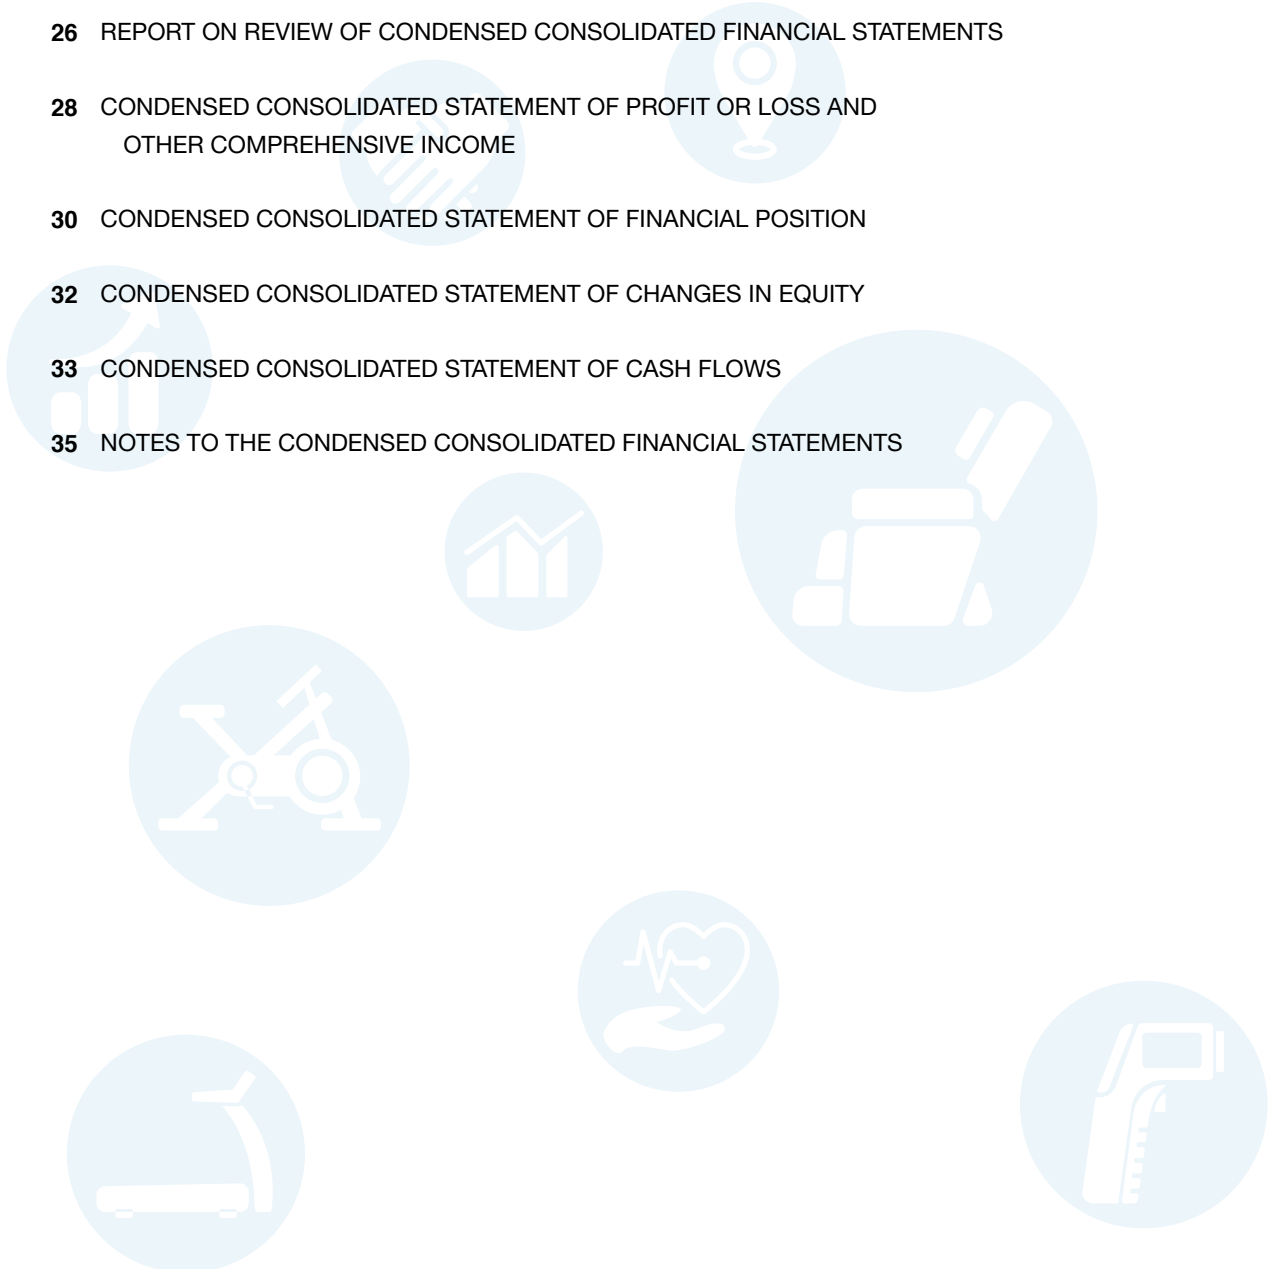 26 REPORT ON REVIEW OF CONDENSED CONSOLIDATED FINANCIAL STATEMENTS
28 CONDENSED CONSOLIDATED STATEMENT OF PROFIT OR LOSS AND
OTHER COMPREHENSIVE INCOME
30 CONDENSED CONSOLIDATED STATEMENT OF FINANCIAL POSITION
32 CONDENSED CONSOLIDATED STATEMENT OF CHANGES IN EQUITY
33 CONDENSED CONSOLIDATED STATEMENT OF CASH FLOWS
35 NOTES TO THE CONDENSED CONSOLIDATED FINANCIAL STATEMENTS